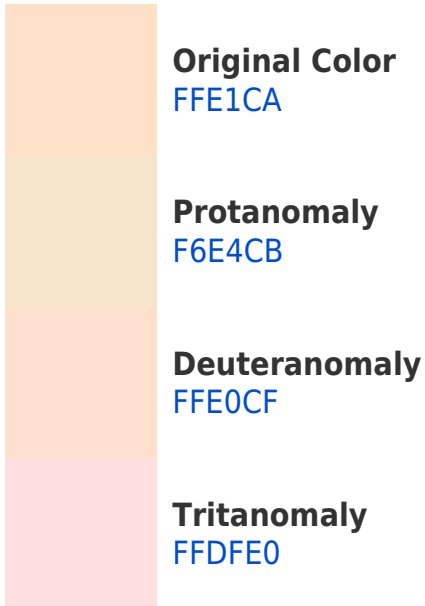 Original Color
FFE1CA
Protanomaly
F6E4CB
Deuteranomaly
FFE0CF
Tritanomaly
FFDFE0